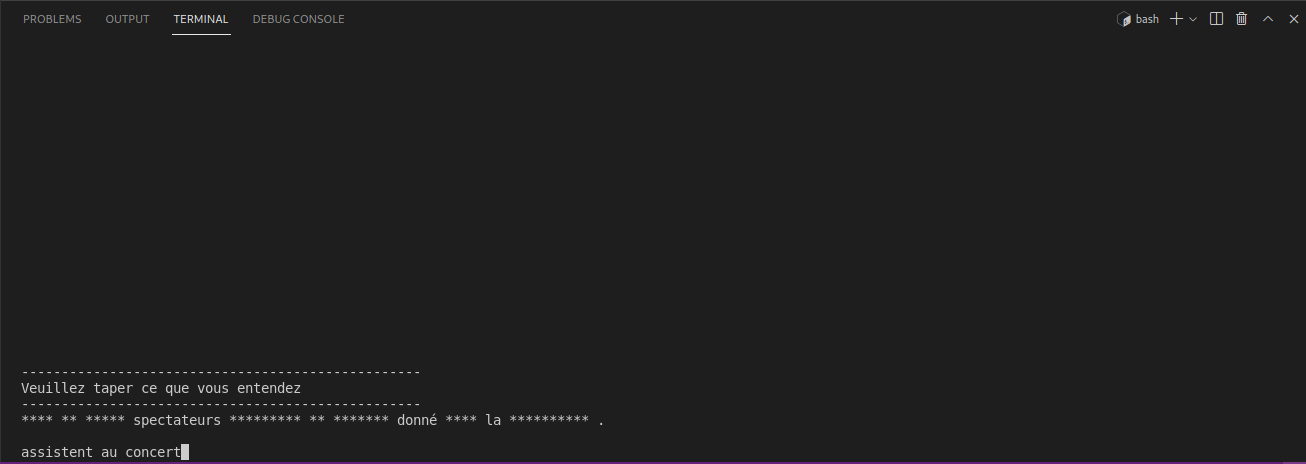 PROBLEMS OUTPUT TERMINAL DEBUG CONSOLE bash
--------------------------------------------------
Veuillez taper ce que vous entendez
--------------------------------------------------
**** ** ***** spectateurs ********* ** ******* donné **** la ********** .
assistent au concert